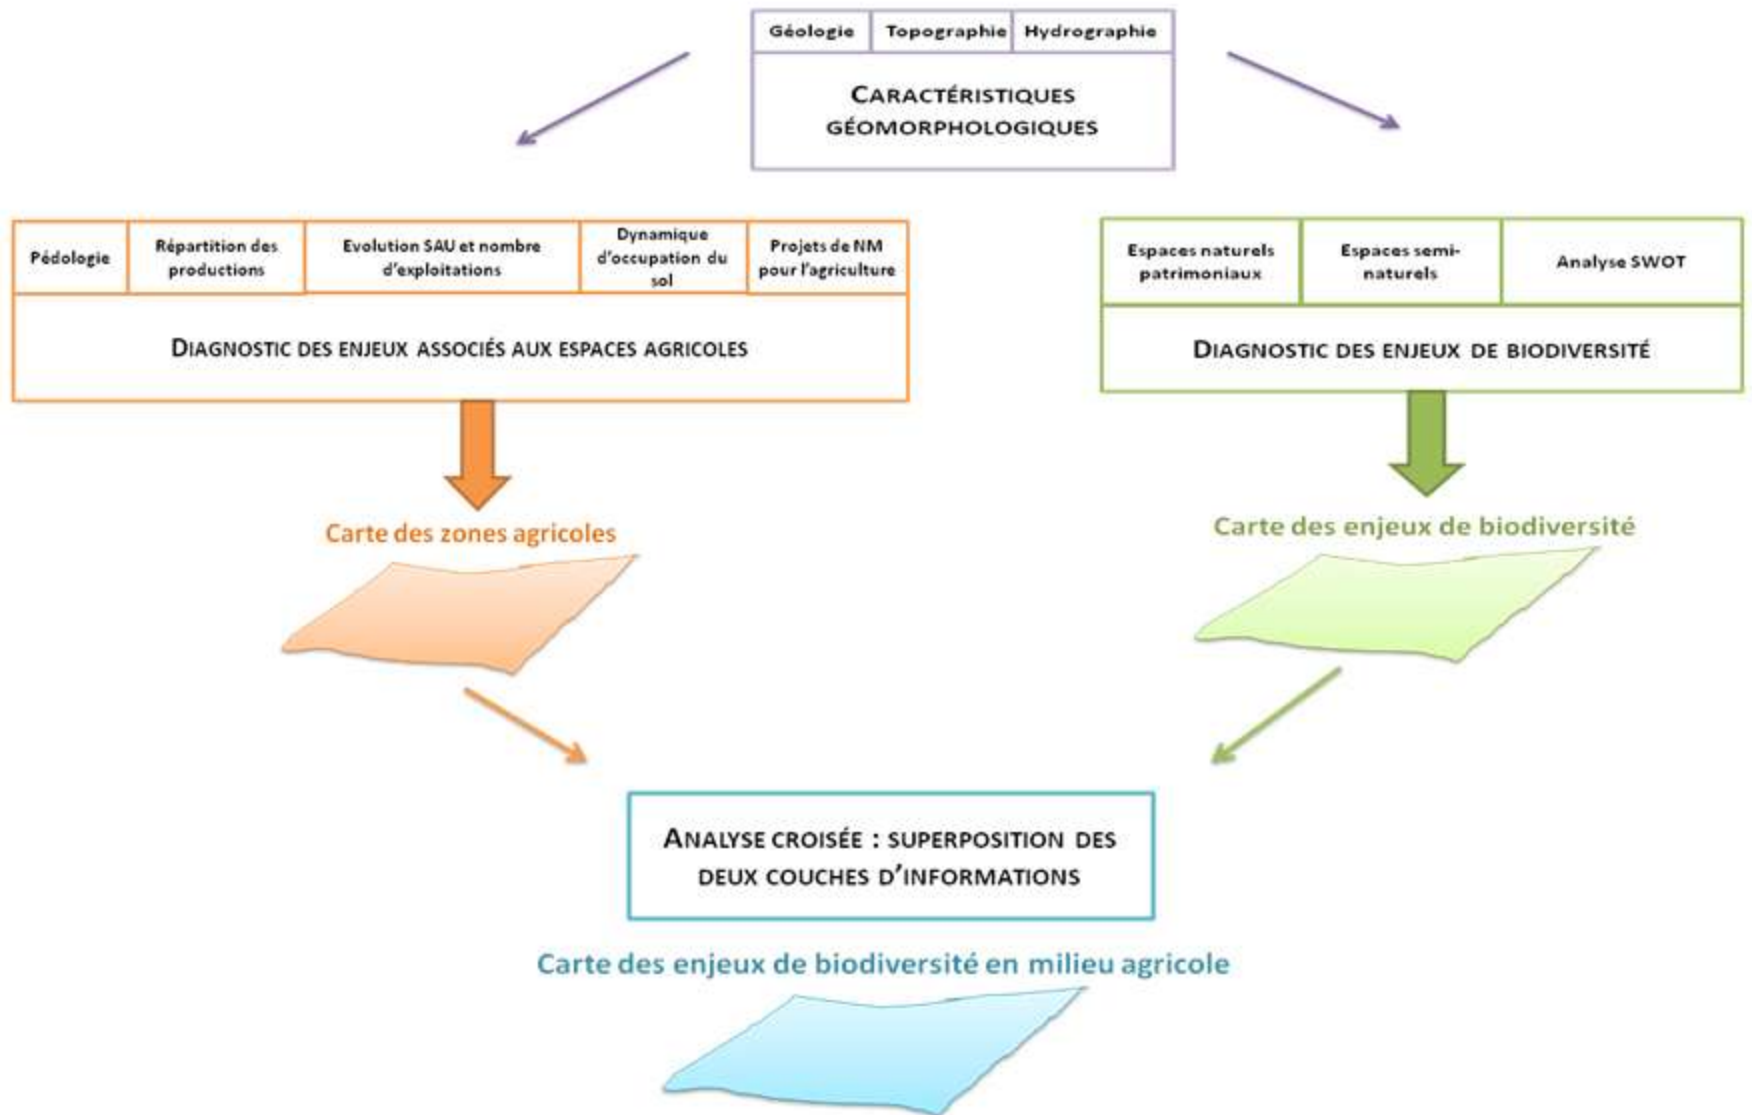 Géologie
Topographie
Hydrographie
CARACTÉRISTIQUES
GÉOMORPHOLOGIQUES
Pédologie
Répartition des
productions
Evolution SAU et nombre
d'exploitations
Dynamique
d'occupation du
sol
Projets de NM
pour l'agriculture
DIAGNOSTIC DES ENJEUX ASSOCIÉS AUX ESPACES AGRICOLES
Espaces naturels
patrimoniaux
Espaces semi-
naturels
Analyse SWOT
DIAGNOSTIC DES ENJEUX DE BIODIVERSITÉ
Carte des zones agricoles
Carte des enjeux de biodiversité
ANALYSE CROISÉE : SUPERPOSITION DES
DEUX COUCHES D'INFORMATIONS
Carte des enjeux de biodiversité en milieu agricole